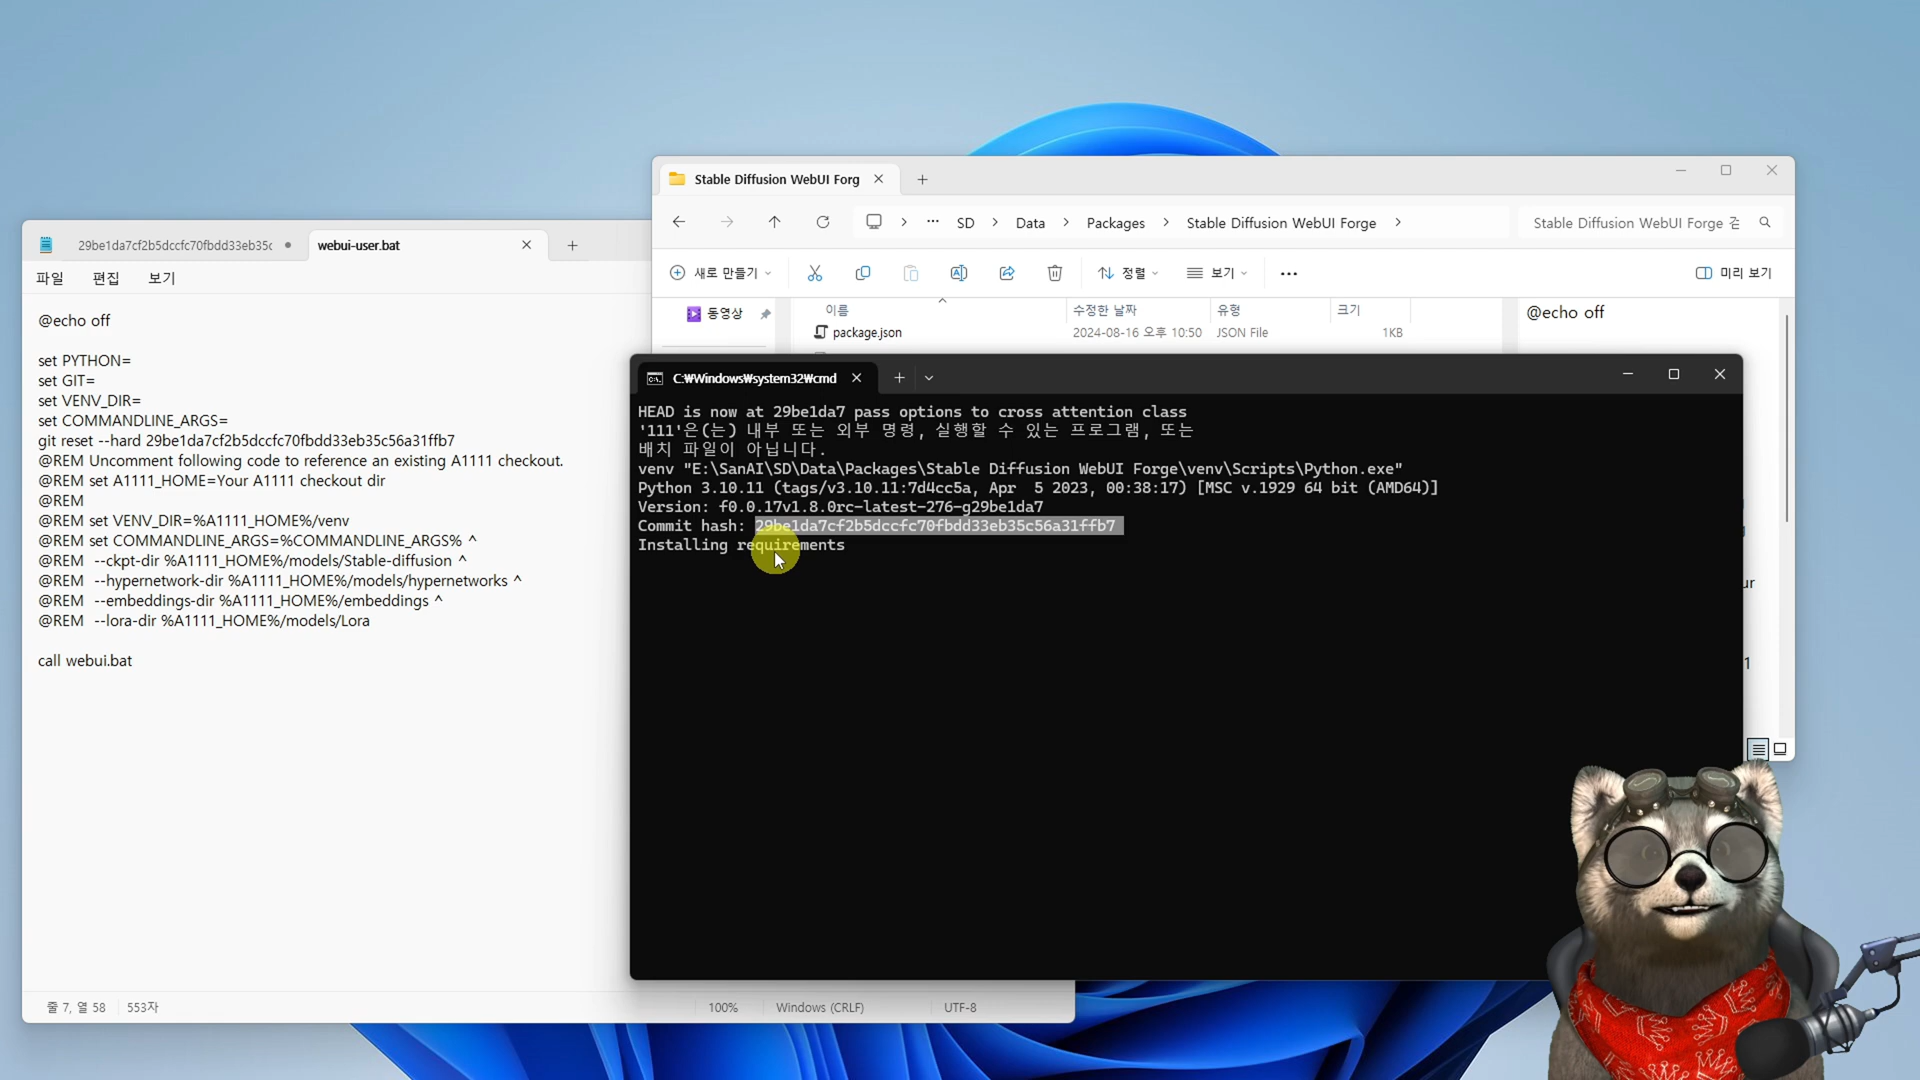 29be1da7cf2b5dccfc70fbdd33eb35c
webui-user.bat
파일 편집 보기
@echo off
set PYTHON=
set GIT=
set VENV_DIR=
set COMMANDLINE_ARGS=
git reset --hard 29be1da7cf2b5dccfc70fbdd33eb35c56a31ffb7
@REM Uncomment following code to reference an existing A1111 checkout.
@REM set A1111_HOME=Your A1111 checkout dir
@REM
@REM set VENV_DIR=%A1111_HOME%/venv
@REM set COMMANDLINE_ARGS=%COMMANDLINE_ARGS% ^
@REM  --ckpt-dir %A1111_HOME%/models/Stable-diffusion ^
@REM  --hypernetwork-dir %A1111_HOME%/models/hypernetworks ^
@REM  --embeddings-dir %A1111_HOME%/embeddings ^
@REM  --lora-dir %A1111_HOME%/models/Lora
call webui.bat
줄 7, 열 58 553자 100% Windows (CRLF) UTF-8
Stable Diffusion WebUI Forg
SD Data Packages Stable Diffusion WebUI Forge
Stable Diffusion WebUI Forge 검
새로 만들기 정렬 보기 미리 보기
동영상
이름 수정한 날짜 유형 크기
package.json 2024-08-16 오후 10:50 JSON File 1KB
@echo off
ur
1
C:₩Windows₩system32₩cmd
HEAD is now at 29be1da7 pass options to cross attention class
'111'은(는) 내부 또는 외부 명령, 실행할 수 있는 프로그램, 또는
배치 파일이 아닙니다.
venv "E:\SanAI\SD\Data\Packages\Stable Diffusion WebUI Forge\venv\Scripts\Python.exe"
Python 3.10.11 (tags/v3.10.11:7d4cc5a, Apr  5 2023, 00:38:17) [MSC v.1929 64 bit (AMD64)]
Version: f0.0.17v1.8.0rc-latest-276-g29be1da7
Commit hash: 29be1da7cf2b5dccfc70fbdd33eb35c56a31ffb7
Installing requirements